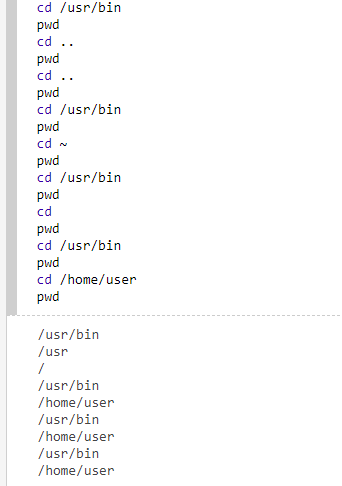 cd /usr/bin
pwd
cd ..
pwd
cd ..
pwd
cd /usr/bin
pwd
cd ~
pwd
cd /usr/bin
pwd
cd
pwd
cd /usr/bin
pwd
cd /home/user
pwd
/usr/bin
/usr
/
/usr/bin
/home/user
/usr/bin
/home/user
/usr/bin
/home/user